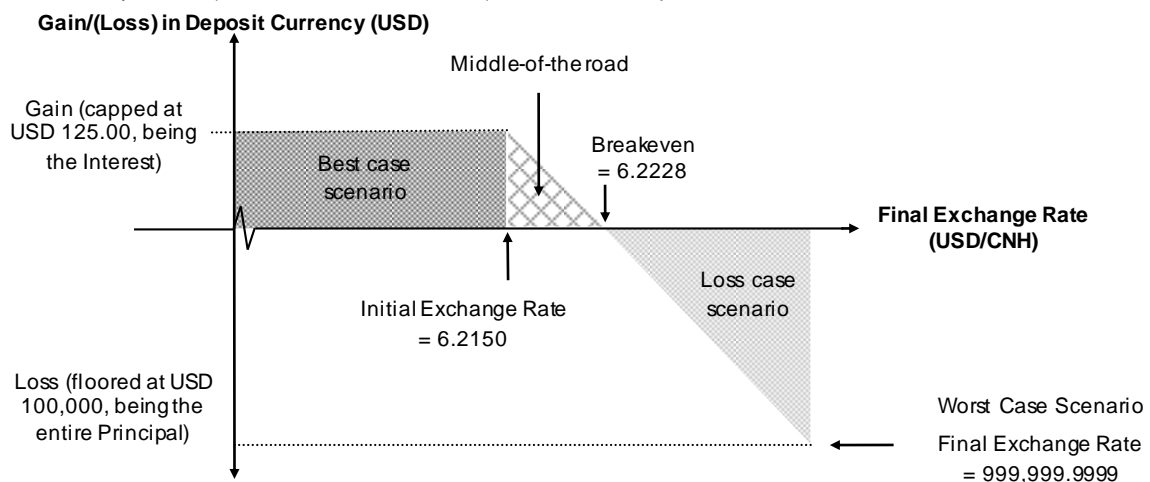 Gain/(Loss) in Deposit Currency (USD)
Middle-of-the road
Gain (capped at
USD 125.00, being
the Interest)
Best case
scenario
Breakeven
= 6.2228
Final Exchange Rate
(USD/CNH)
Loss case
scenario
Initial Exchange Rate
= 6.2150
Loss (floored at USD
100,000, being the
entire Principal)
Worst Case Scenario
Final Exchange Rate
= 999,999.9999